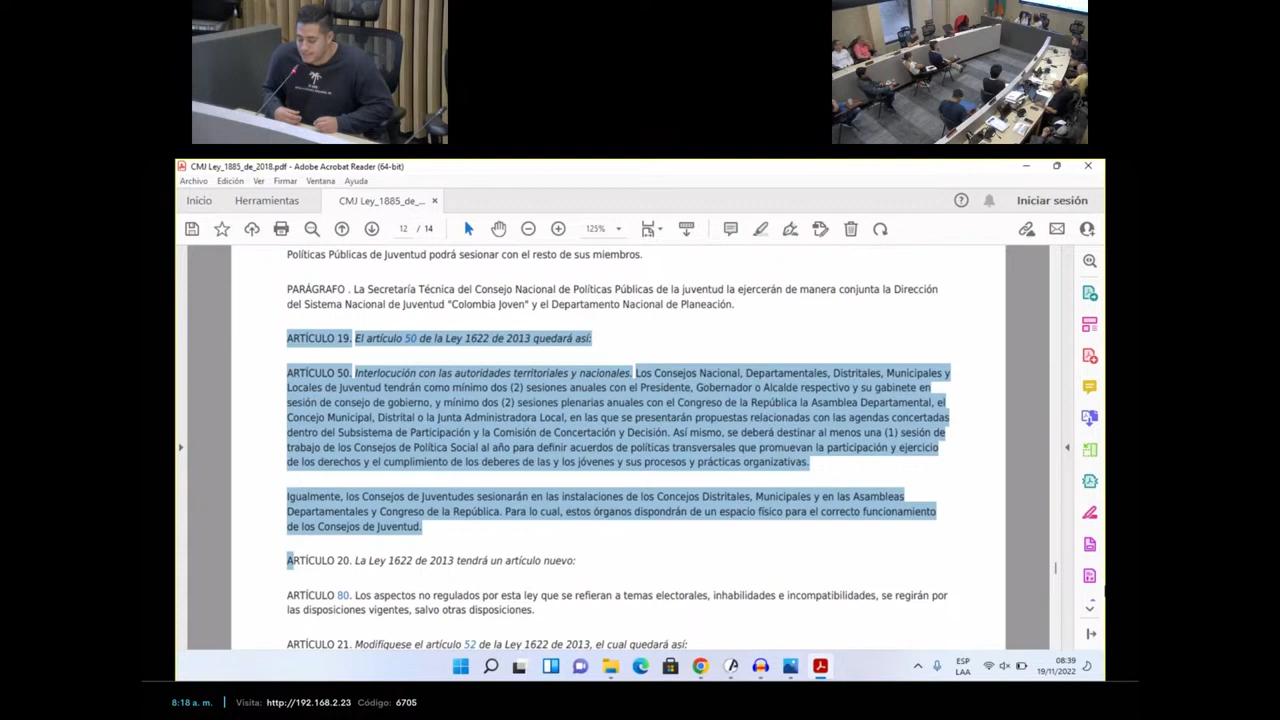 CMJ Ley_1885_de_2018.pdf - Adobe Acrobat Reader (64-bit)
Archivo Edición Ver Firmar Ventana Ayuda
Inicio Herramientas CMJ Ley_1885_de_... × Iniciar sesión
12 / 14 125%
Políticas Públicas de Juventud podrá sesionar con el resto de sus miembros.
PARÁGRAFO . La Secretaría Técnica del Consejo Nacional de Políticas Públicas de la juventud la ejercerán de manera conjunta la Dirección
del Sistema Nacional de Juventud "Colombia Joven" y el Departamento Nacional de Planeación.
ARTÍCULO 19. El artículo 50 de la Ley 1622 de 2013 quedará así:
ARTÍCULO 50. Interlocución con las autoridades territoriales y nacionales. Los Consejos Nacional, Departamentales, Distritales, Municipales y
Locales de Juventud tendrán como mínimo dos (2) sesiones anuales con el Presidente, Gobernador o Alcalde respectivo y su gabinete en
sesión de consejo de gobierno, y mínimo dos (2) sesiones plenarias anuales con el Congreso de la República la Asamblea Departamental, el
Concejo Municipal, Distrital o la Junta Administradora Local, en las que se presentarán propuestas relacionadas con las agendas concertadas
dentro del Subsistema de Participación y la Comisión de Concertación y Decisión. Así mismo, se deberá destinar al menos una (1) sesión de
trabajo de los Consejos de Política Social al año para definir acuerdos de políticas transversales que promuevan la participación y ejercicio
de los derechos y el cumplimiento de los deberes de las y los jóvenes y sus procesos y prácticas organizativas.
Igualmente, los Consejos de Juventudes sesionarán en las instalaciones de los Concejos Distritales, Municipales y en las Asambleas
Departamentales y Congreso de la República. Para lo cual, estos órganos dispondrán de un espacio físico para el correcto funcionamiento
de los Consejos de Juventud.
ARTÍCULO 20. La Ley 1622 de 2013 tendrá un artículo nuevo:
ARTÍCULO 80. Los aspectos no regulados por esta ley que se refieran a temas electorales, inhabilidades e incompatibilidades, se regirán por
las disposiciones vigentes, salvo otras disposiciones.
ARTÍCULO 21. Modifíquese el artículo 52 de la Ley 1622 de 2013, el cual quedará así:
ESP
LAA
08:39
19/11/2022
8:18 a. m. | Visita: http://192.168.2.23 Código: 6705